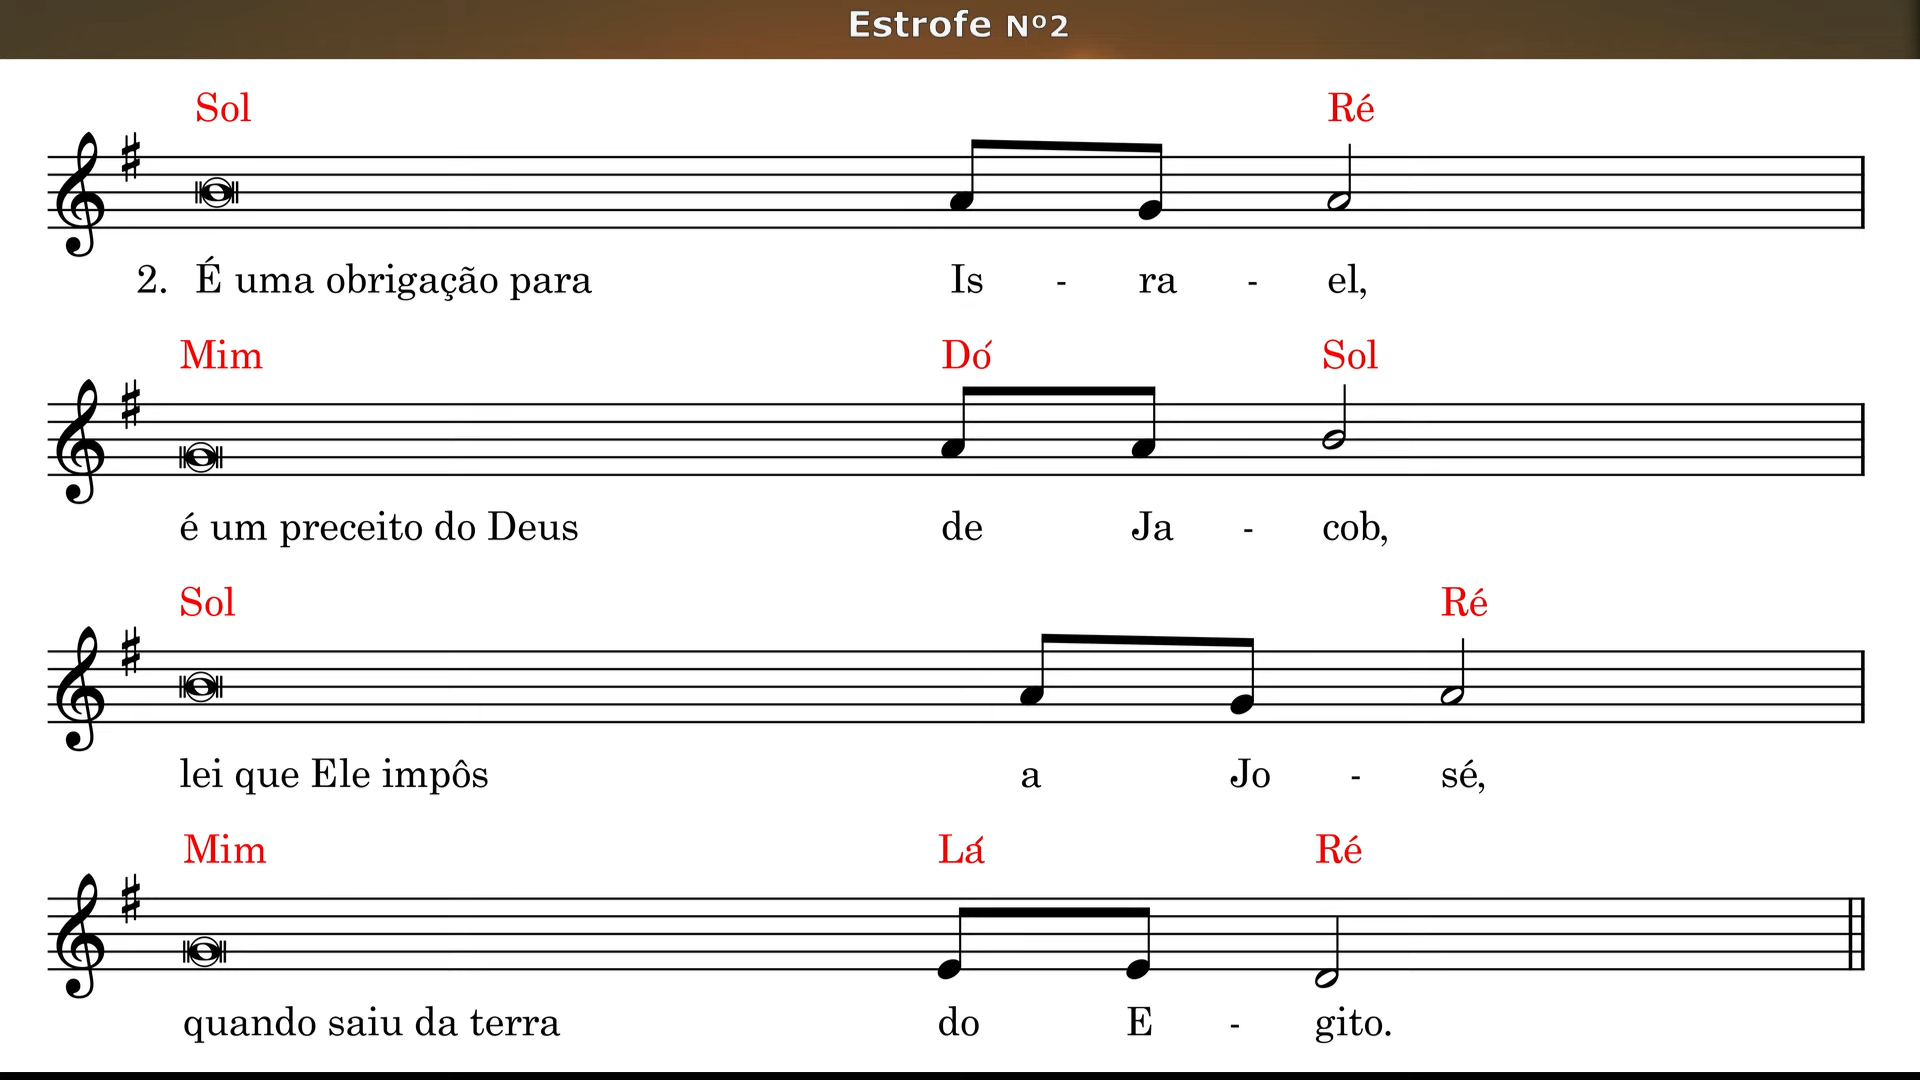 Estrofe Nº2
Sol Ré
2. É uma obrigação para Is - ra - el,
Mim Dó Sol
é um preceito do Deus de Ja - cob,
Sol Ré
lei que Ele impôs a Jo - sé,
Mim Lá Ré
quando saiu da terra do E - gito.